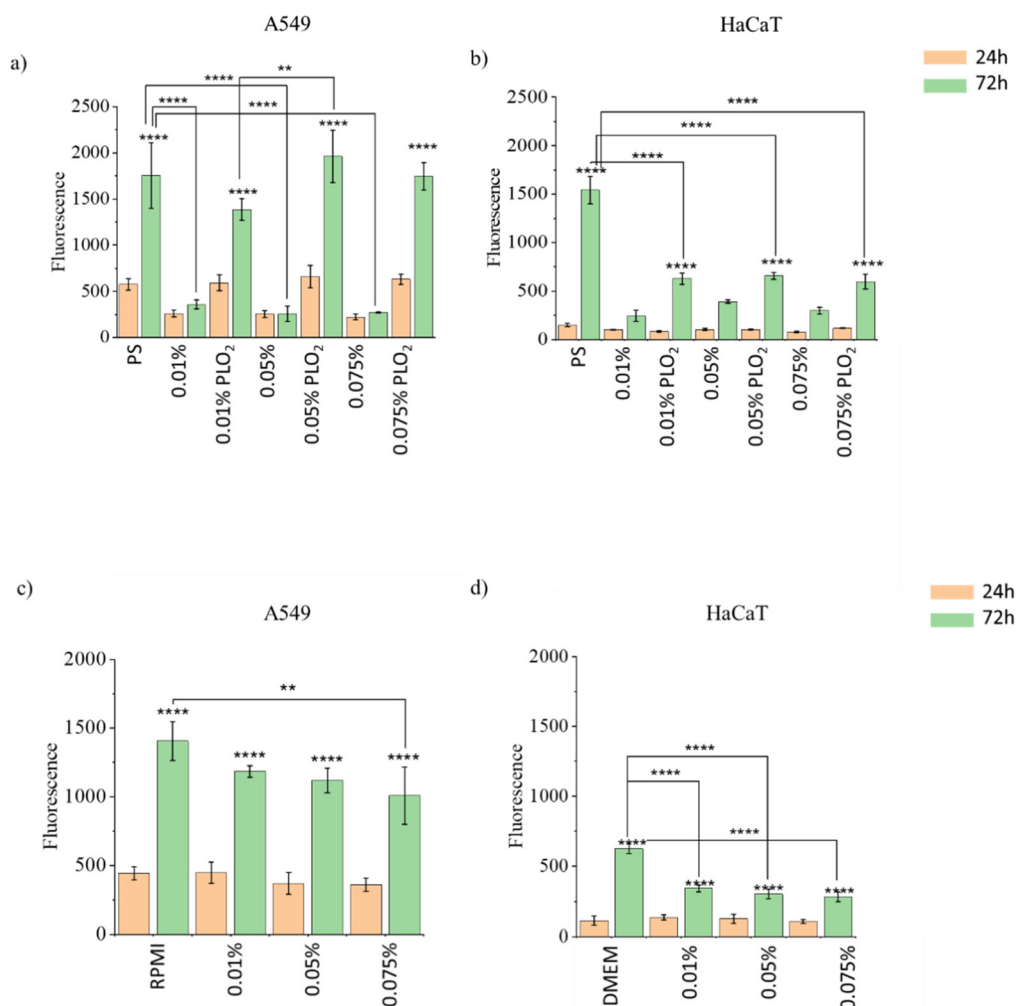 A549
HaCaT
a)
b)
24h
72h
Fluorescence
2500
2000
1500
1000
500
0
****
****
****
****
**
****
****
****
PS
0.01%
0.01% PLO₂
0.05%
0.05% PLO₂
0.075%
0.075% PLO₂
Fluorescence
2500
2000
1500
1000
500
0
****
****
****
****
****
****
****
PS
0.01%
0.01% PLO₂
0.05%
0.05% PLO₂
0.075%
0.075% PLO₂
c)
d)
A549
HaCaT
24h
72h
Fluorescence
2000
1500
1000
500
0
**
****
****
****
****
RPMI
0.01%
0.05%
0.075%
Fluorescence
2000
1500
1000
500
0
****
****
****
****
****
****
****
DMEM
0.01%
0.05%
0.075%